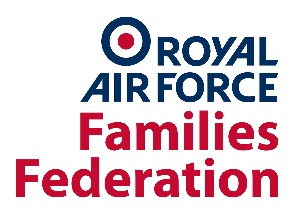 ROYAL
AIR FORCE
Families
Federation